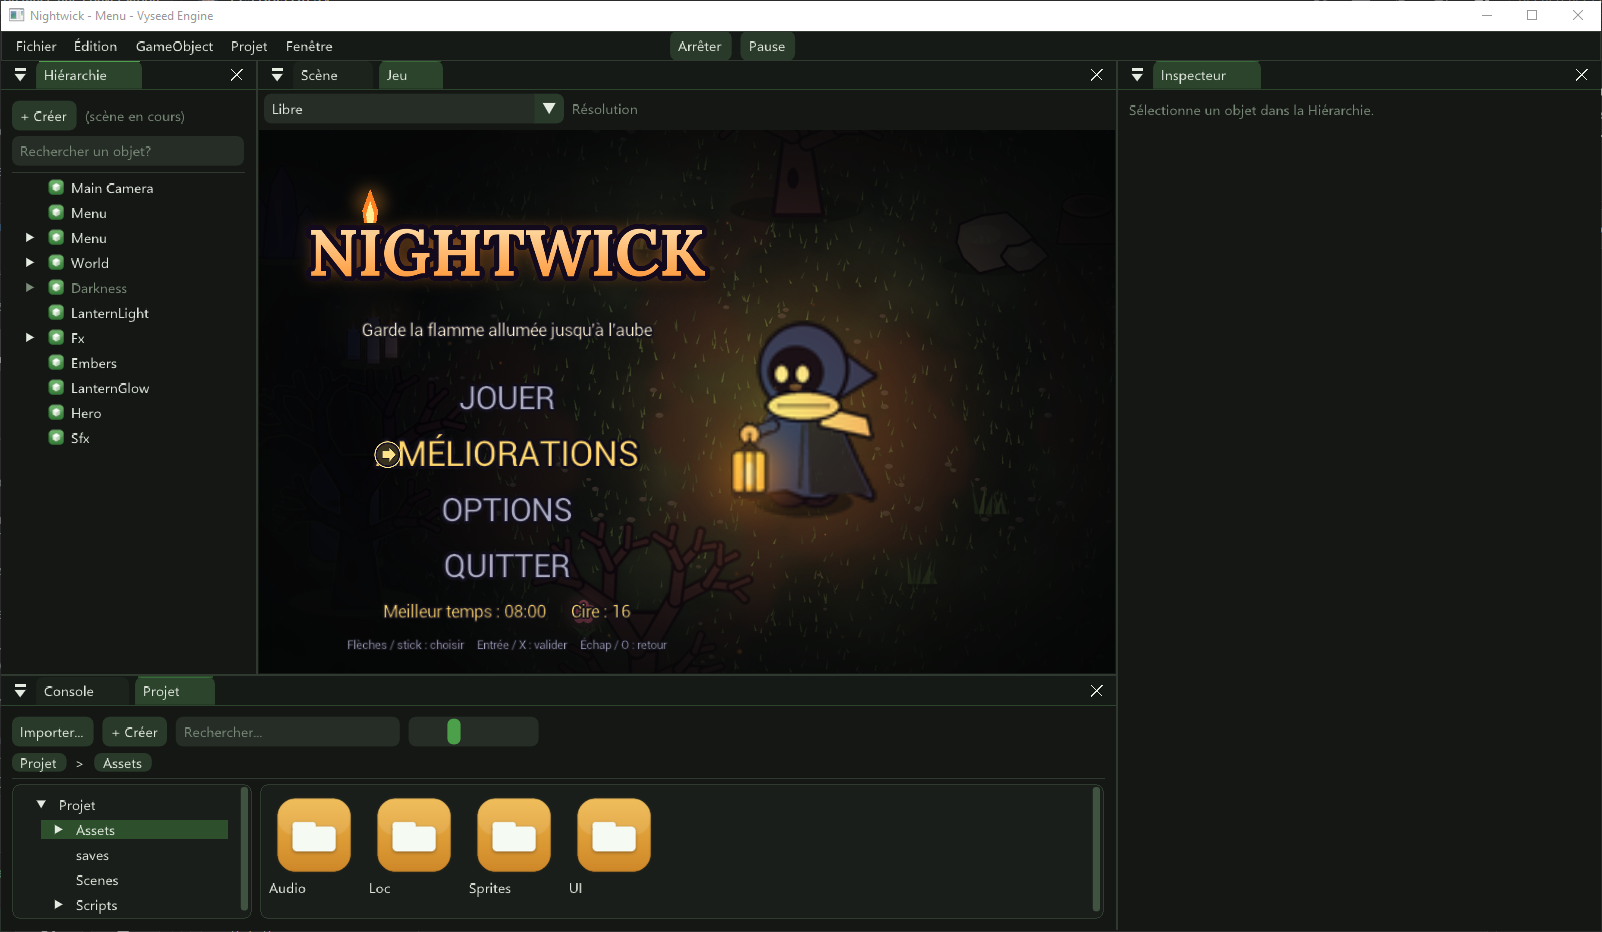 Nightwick - Menu - Vyseed Engine
Fichier Édition GameObject Projet Fenêtre Arrêter Pause
Hiérarchie
+ Créer (scène en cours)
Rechercher un objet?
Main Camera
Menu
Menu
World
Darkness
LanternLight
Fx
Embers
LanternGlow
Hero
Sfx
Scène Jeu
Libre Résolution
NIGHTWICK
Garde la flamme allumée jusqu'à l'aube
JOUER
MÉLIORATIONS
OPTIONS
QUITTER
Meilleur temps : 08:00 Cire : 16
Flèches / stick : choisir Entrée / X : valider Échap / O : retour
Inspecteur
Sélectionne un objet dans la Hiérarchie.
Console Projet
Importer... + Créer Rechercher...
Projet > Assets
Projet
Assets
saves
Scenes
Scripts
Audio Loc Sprites UI